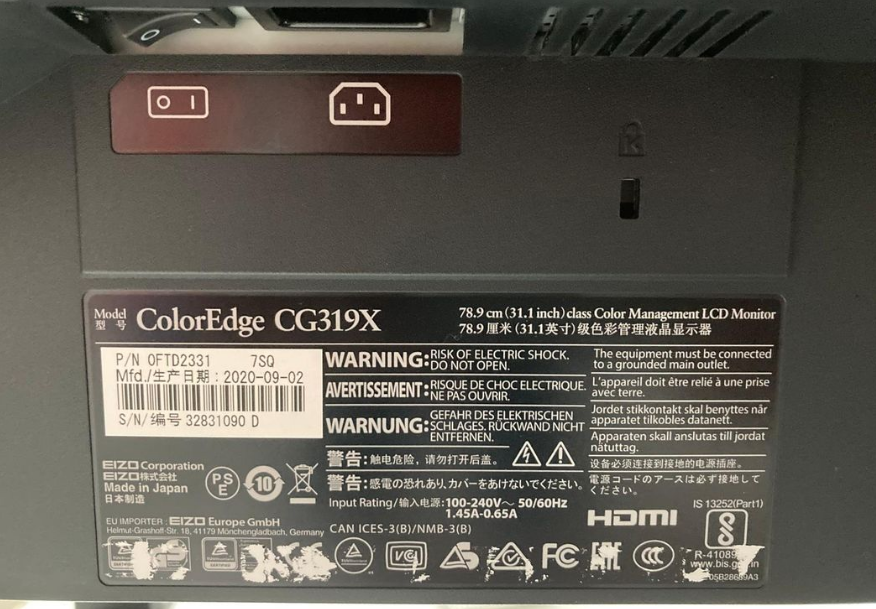 Model
型 号
ColorEdge CG319X
78.9 cm (31.1 inch) class Color Management LCD Monitor
78.9 厘米 (31.1英寸) 级色彩管理液晶显示器
P/N 0FTD2331 7SQ
Mfd./生产日期 : 2020-09-02
S/N/编号 32831090 D
WARNING: RISK OF ELECTRIC SHOCK.
DO NOT OPEN.
AVERTISSEMENT: RISQUE DE CHOC ELECTRIQUE.
NE PAS OUVRIR.
WARNUNG: GEFAHR DES ELEKTRISCHEN
SCHLAGES. RÜCKWAND NICHT
ENTFERNEN.
警告: 触电危险，请勿打开后盖。
警告: 感電の恐れあり、カバーをあけないでください。
Input Rating/输入电源: 100-240V～ 50/60Hz
1.45A-0.65A
CAN ICES-3(B)/NMB-3(B)
The equipment must be connected
to a grounded main outlet.
L'appareil doit être relié à une prise
avec terre.
Jordet stikkontakt skal benyttes når
apparatet tilkobles datanett.
Apparaten skall anslutas till jordat
nätuttag.
设备必须连接到接地的电源插座。
電源コードのアースは必ず接地して
ください。
EIZO Corporation
EIZO株式会社
Made in Japan
日本制造
PS
E
10
EU IMPORTER : EIZO Europe GmbH
Helmut-Grashoff-Str. 18, 41179 Mönchengladbach, Germany
HDMI
IS 13252(Part1)
R-4108
www.bis.gov.in
FC
EAC
CCC